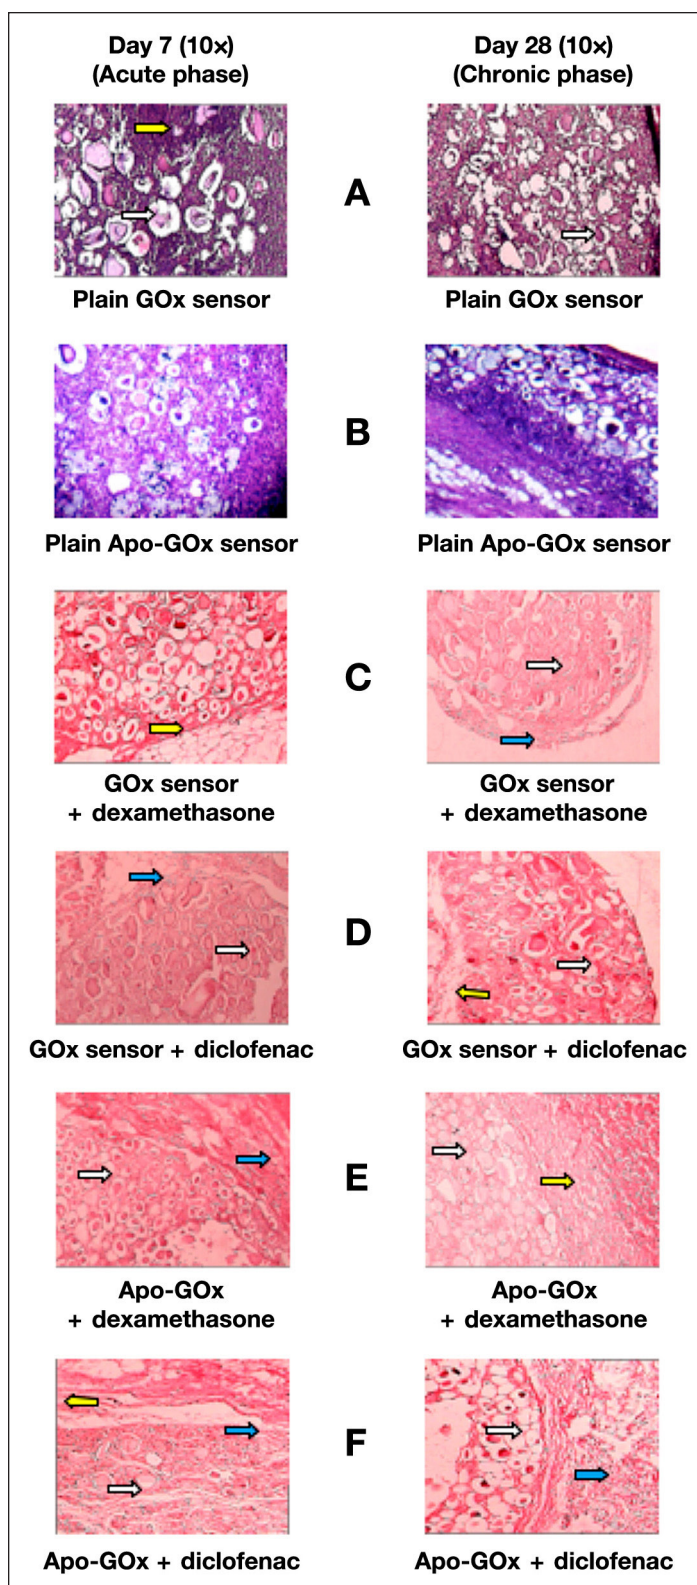 Day 7 (10×)
(Acute phase)
Day 28 (10×)
(Chronic phase)
A
Plain GOx sensor
Plain GOx sensor
B
Plain Apo-GOx sensor
Plain Apo-GOx sensor
C
GOx sensor
+ dexamethasone
GOx sensor
+ dexamethasone
D
GOx sensor + diclofenac
GOx sensor + diclofenac
E
Apo-GOx
+ dexamethasone
Apo-GOx
+ dexamethasone
F
Apo-GOx + diclofenac
Apo-GOx + diclofenac